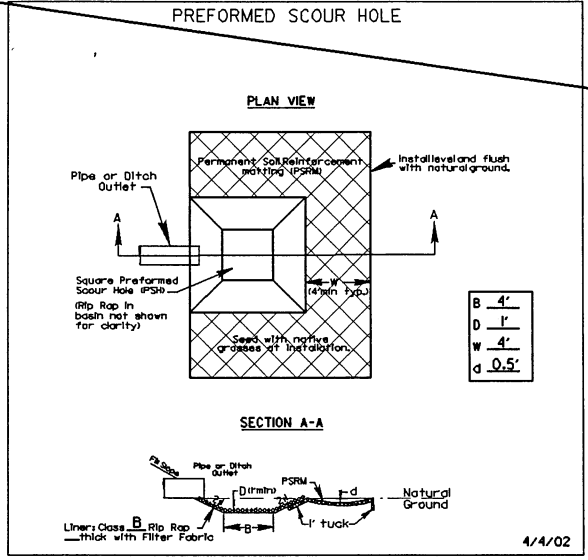 PREFORMED SCOUR HOLE
PLAN VIEW
Permanent Soil Reinforcement
matting (PSRM)
Install level and flush
with natural ground.
Pipe or Ditch
Outlet
A
A
Square Preformed
Scour Hole (PSH)
(Rip Rap in
basin not shown
for clarity)
W
(4'min typ.)
Seed with native
grasses at installation.
B 4'
D 1'
W 4'
d 0.5'
SECTION A-A
Fill Slope
Pipe or Ditch
Outlet
D (1'min)
PSRM
d
Natural
Ground
B
1' tuck
Liner: Class B Rip Rap
thick with Filter Fabric
4/4/02